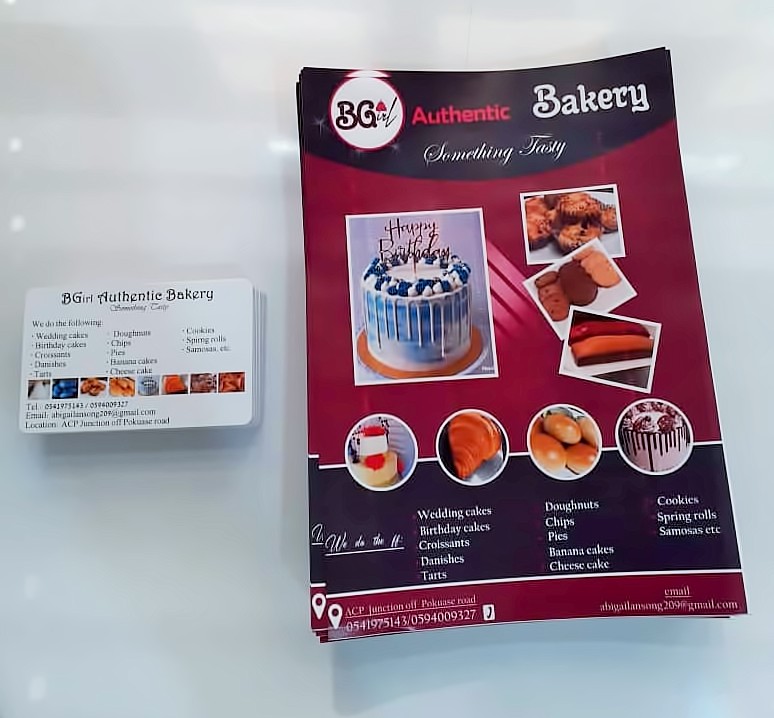 BGirl Authentic Bakery
Something Tasty
We do the following:
· Wedding cakes
· Birthday cakes
· Croissants
· Danishes
· Tarts
· Doughnuts
· Chips
· Pies
· Banana cakes
· Cheese cake
· Cookies
· Spirng rolls
· Samosas, etc.
Tel.: 0541975143 / 0594009327
Email: abigailansong209@gmail.com
Location: ACP Junction off Pokuase road
BGirl Authentic Bakery
Something Tasty
Happy
Birthday
We do the ff:
Wedding cakes
Birthday cakes
Croissants
Danishes
Tarts
Doughnuts
Chips
Pies
Banana cakes
Cheese cake
Cookies
Spring rolls
Samosas etc
ACP junction off Pokuase road
0541975143/0594009327
email
abigailansong209@gmail.com